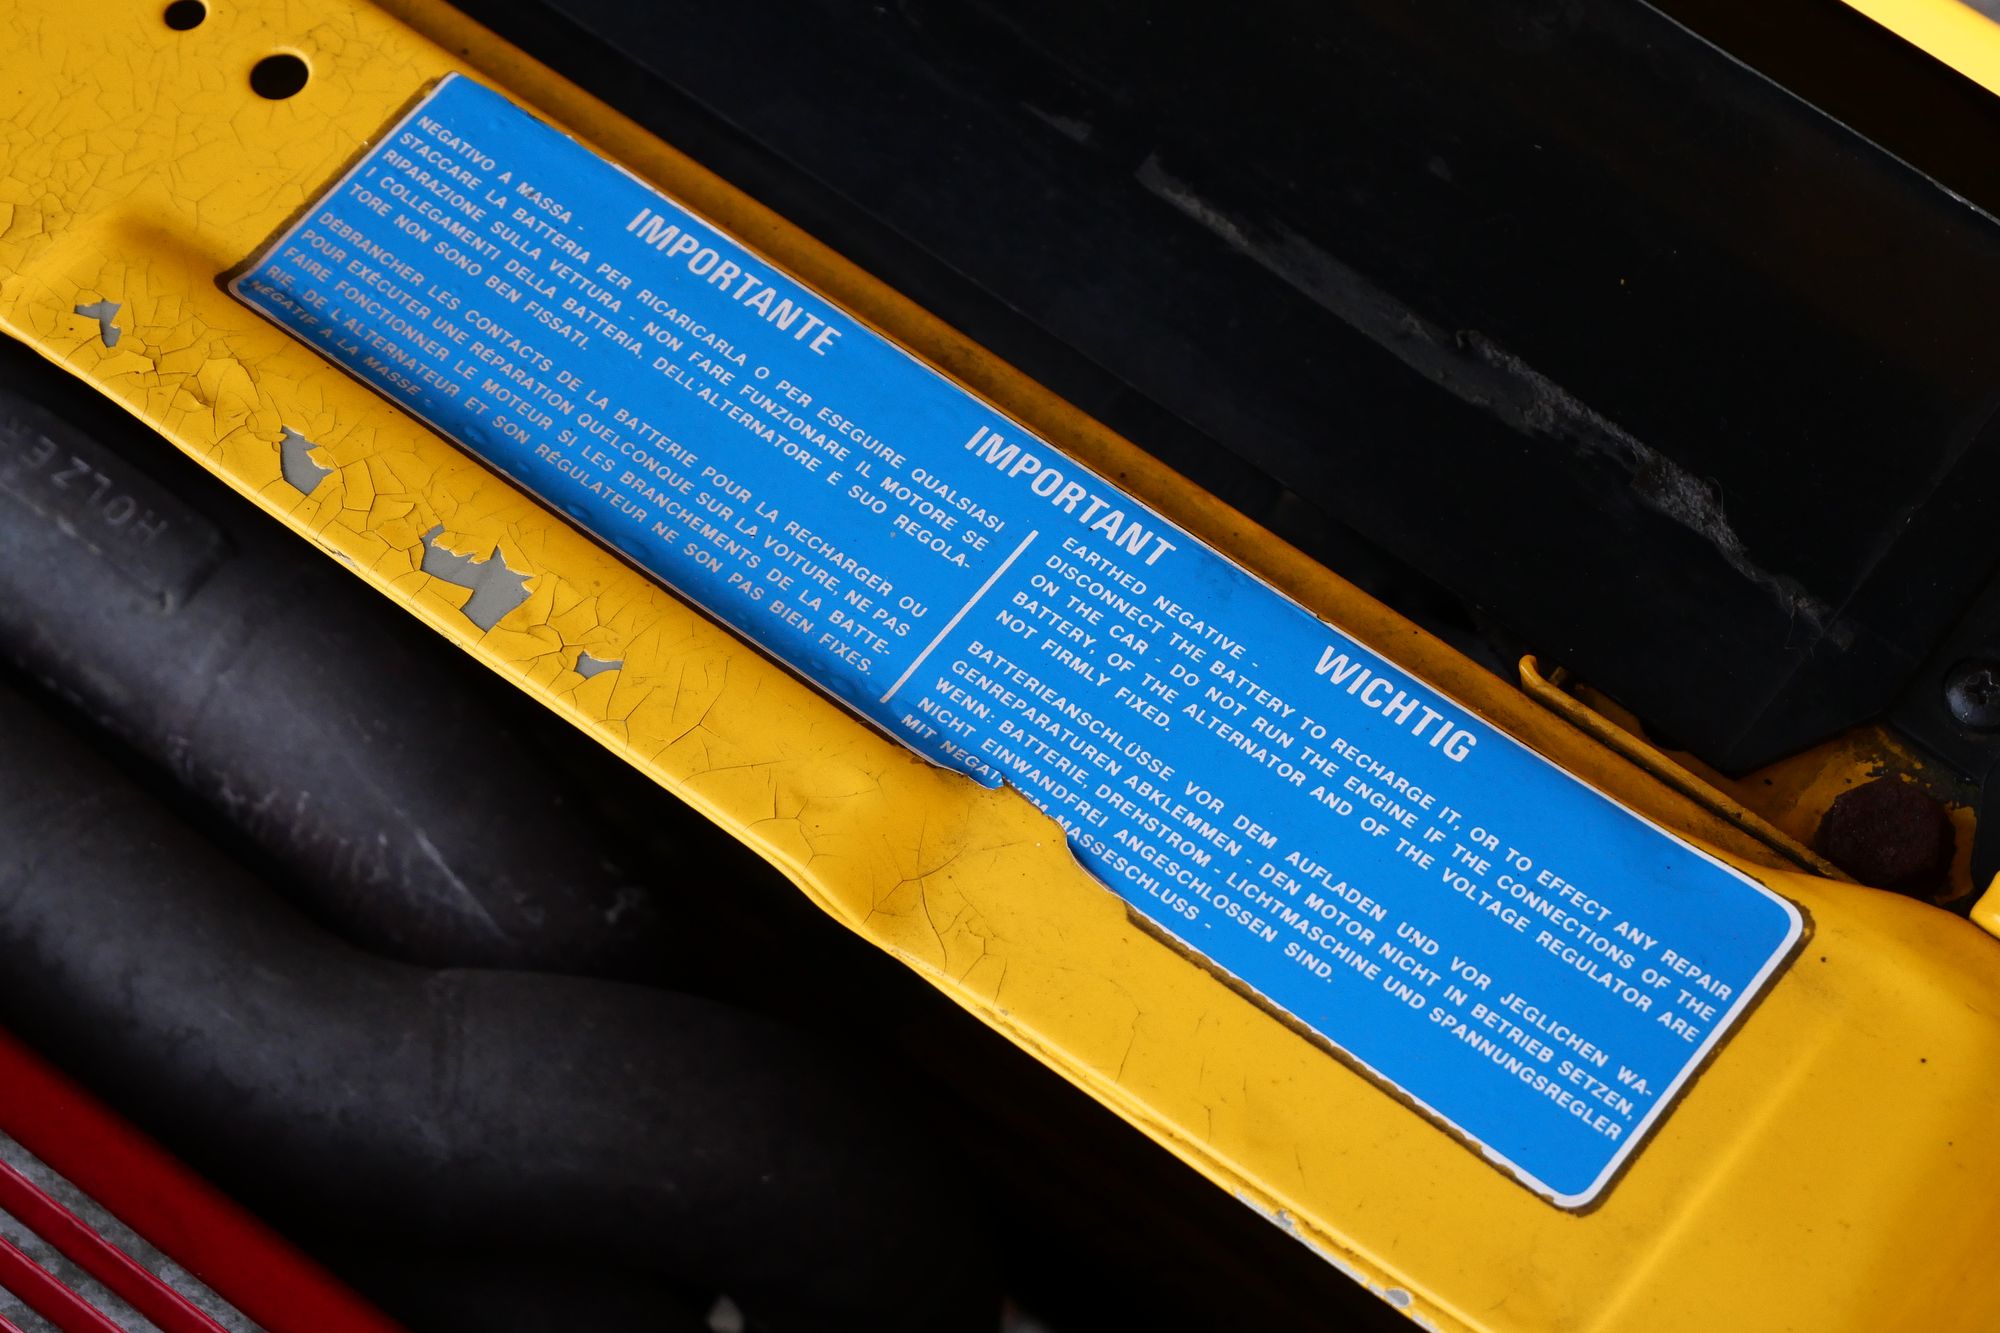 IMPORTANTE
NEGATIVO A MASSA -
STACCARE LA BATTERIA PER RICARICARLA O PER ESEGUIRE QUALSIASI
RIPARAZIONE SULLA VETTURA - NON FARE FUNZIONARE IL MOTORE SE
I COLLEGAMENTI DELLA BATTERIA, DELL'ALTERNATORE E SUO REGOLA-
TORE NON SONO BEN FISSATI.
DÉBRANCHER LES CONTACTS DE LA BATTERIE POUR LA RECHARGER OU
POUR EXÉCUTER UNE RÉPARATION QUELCONQUE SUR LA VOITURE, NE PAS
FAIRE FONCTIONNER LE MOTEUR SI LES BRANCHEMENTS DE LA BATTE-
RIE, DE L'ALTERNATEUR ET SON RÉGULATEUR NE SON PAS BIEN FIXES.
NEGATIF A LA MASSE -
IMPORTANT
WICHTIG
EARTHED NEGATIVE -
DISCONNECT THE BATTERY TO RECHARGE IT, OR TO EFFECT ANY REPAIR
ON THE CAR - DO NOT RUN THE ENGINE IF THE CONNECTIONS OF THE
BATTERY, OF THE ALTERNATOR AND OF THE VOLTAGE REGULATOR ARE
NOT FIRMLY FIXED.
BATTERIEANSCHLÜSSE VOR DEM AUFLADEN UND VOR JEGLICHEN WA-
GENREPARATUREN ABKLEMMEN - DEN MOTOR NICHT IN BETRIEB SETZEN,
WENN: BATTERIE, DREHSTROM - LICHTMASCHINE UND SPANNUNGSREGLER
NICHT EINWANDFREI ANGESCHLOSSEN SIND.
MIT MASSESCHLUSS -